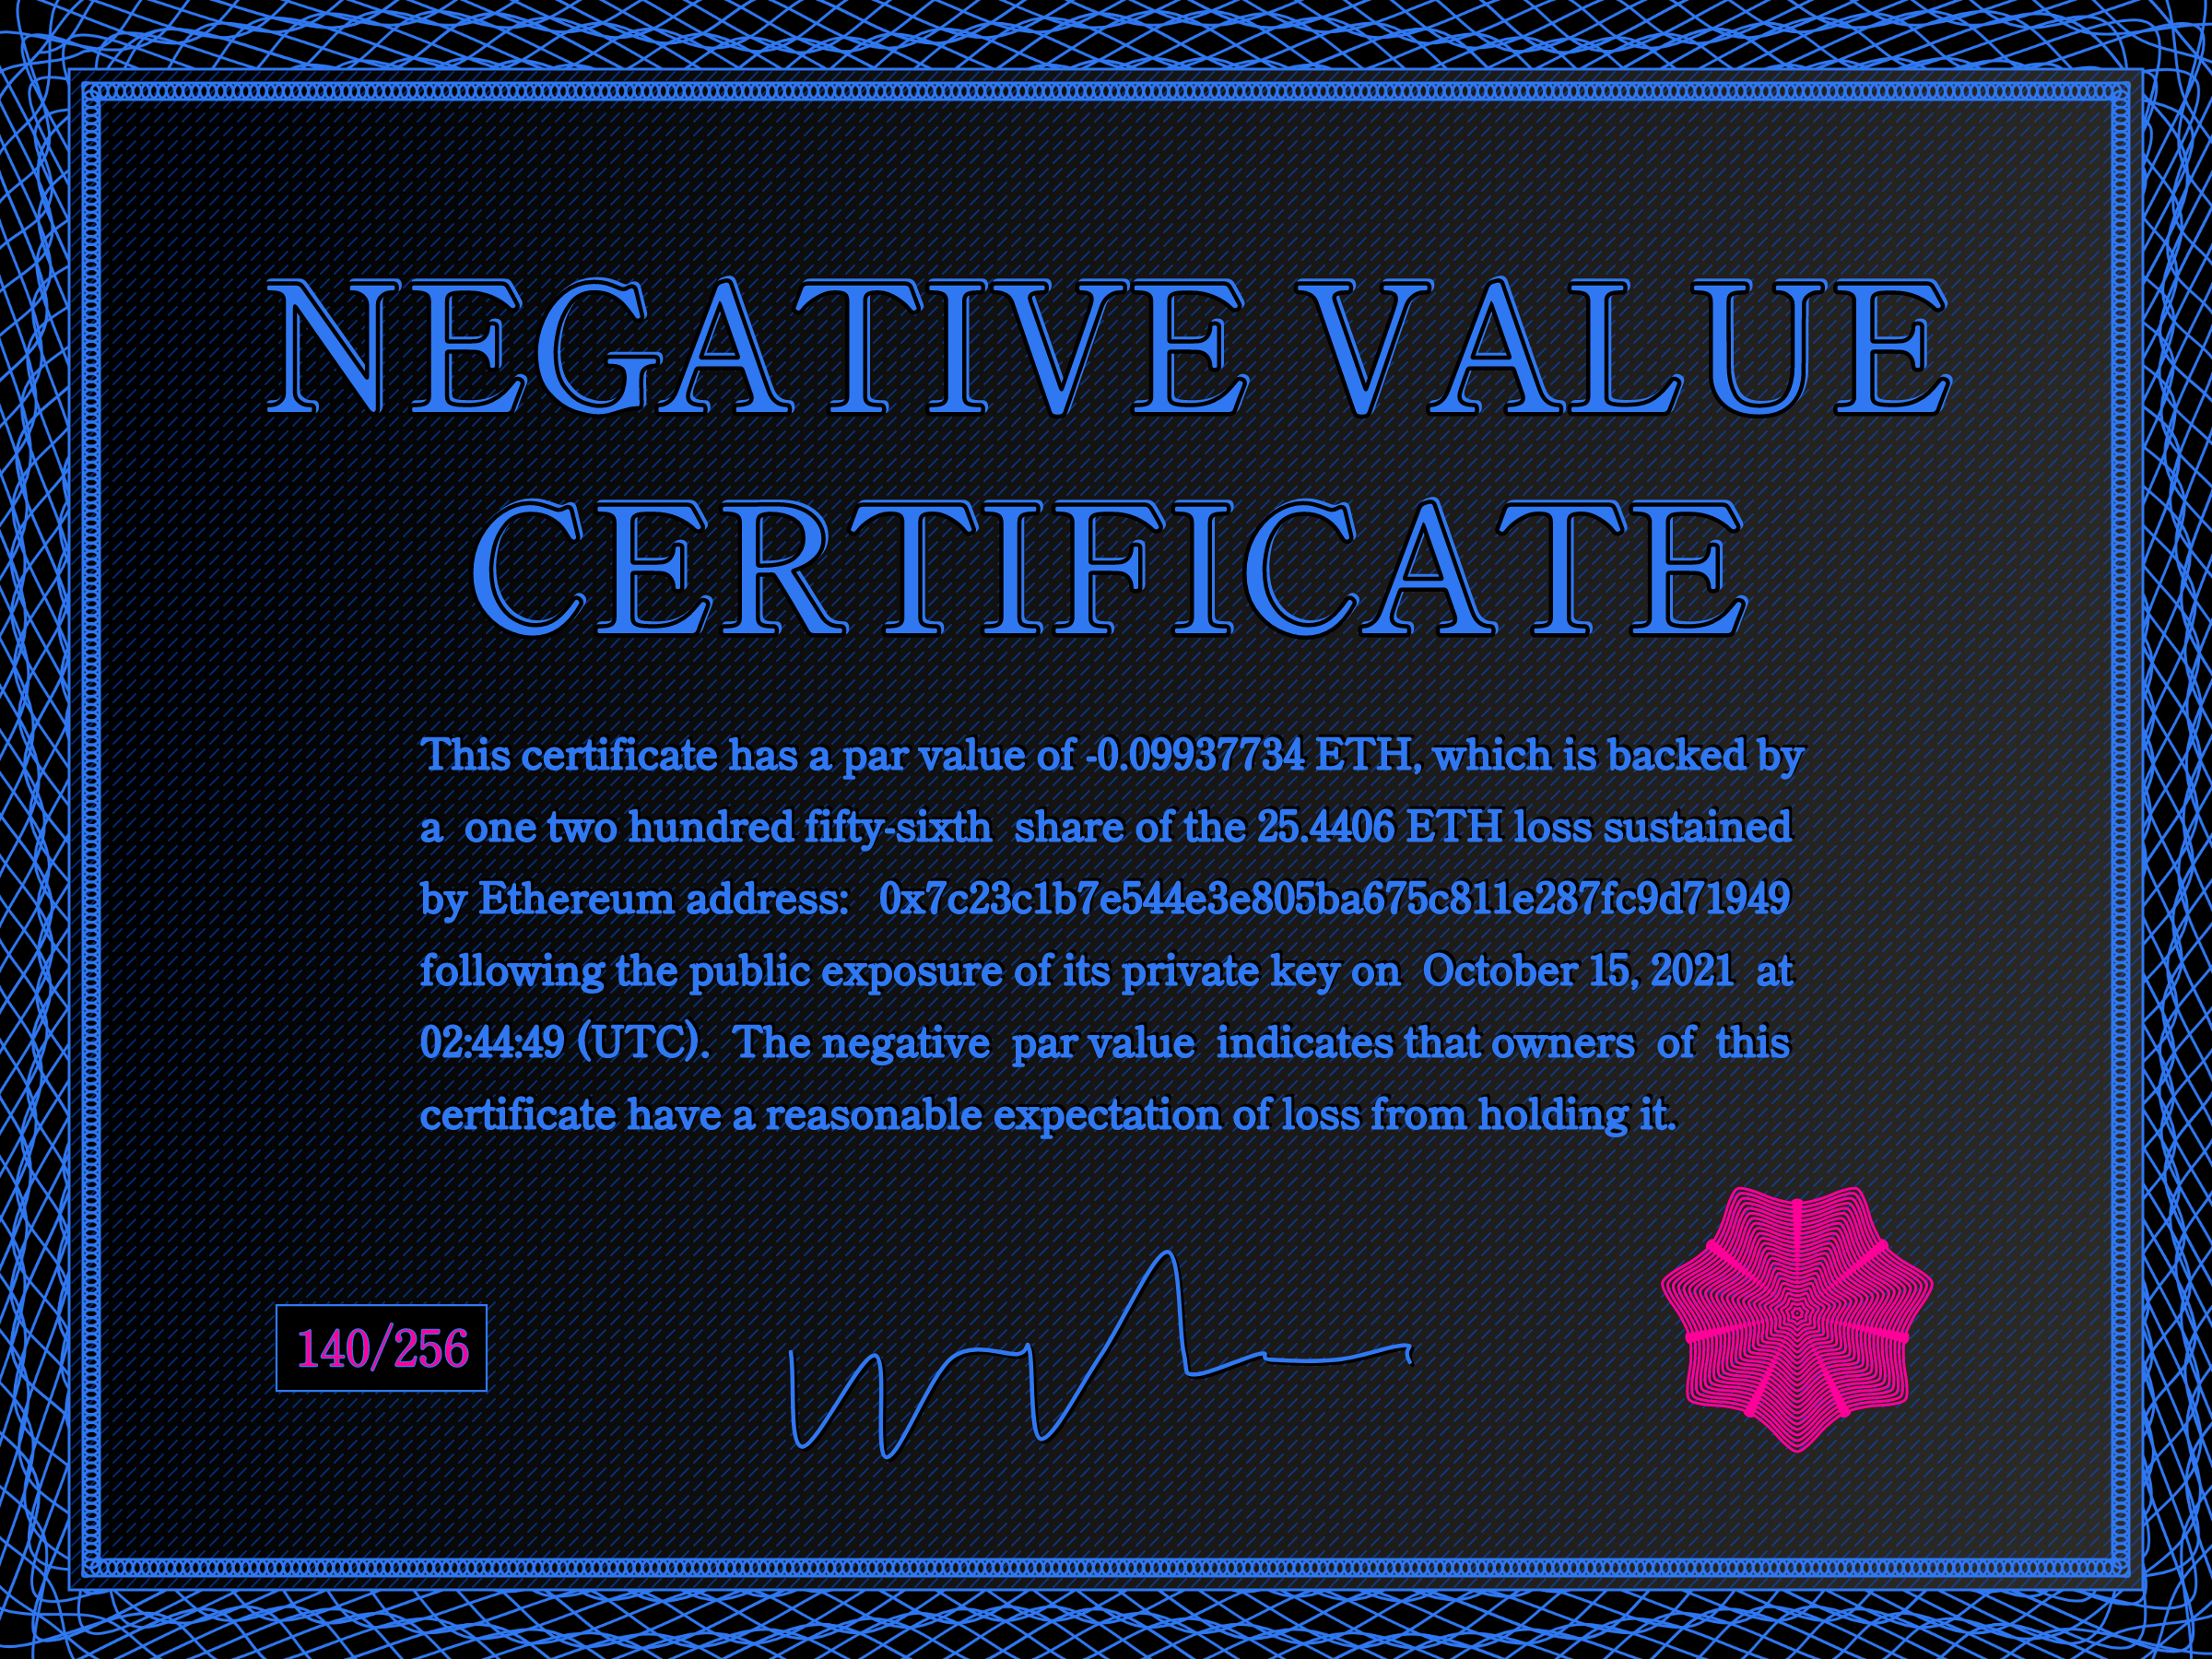 NEGATIVE VALUE
CERTIFICATE
This certificate has a par value of -0.09937734 ETH, which is backed by
a one two hundred fifty-sixth share of the 25.4406 ETH loss sustained
by Ethereum address: 0x7c23c1b7e544e3e805ba675c811e287fc9d71949
following the public exposure of its private key on October 15, 2021 at
02:44:49 (UTC). The negative par value indicates that owners of this
certificate have a reasonable expectation of loss from holding it.
140/256